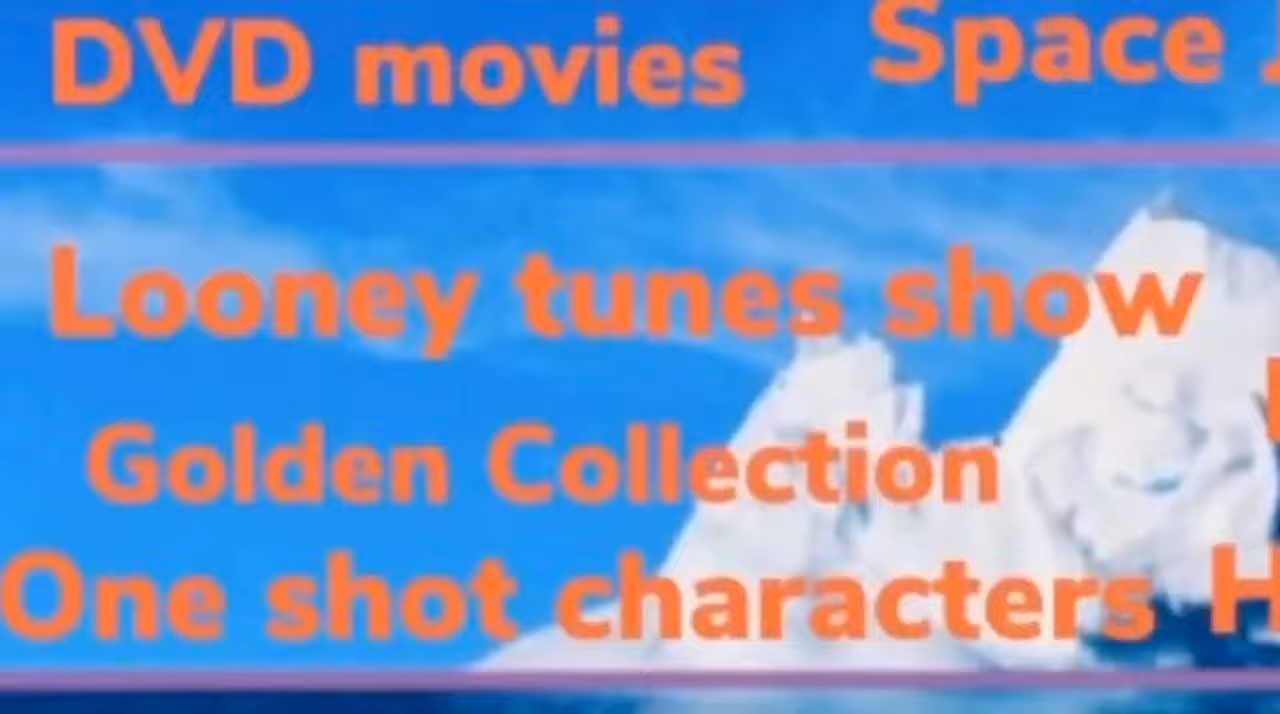 DVD movies Space
Looney tunes show
Golden Collection
One shot characters